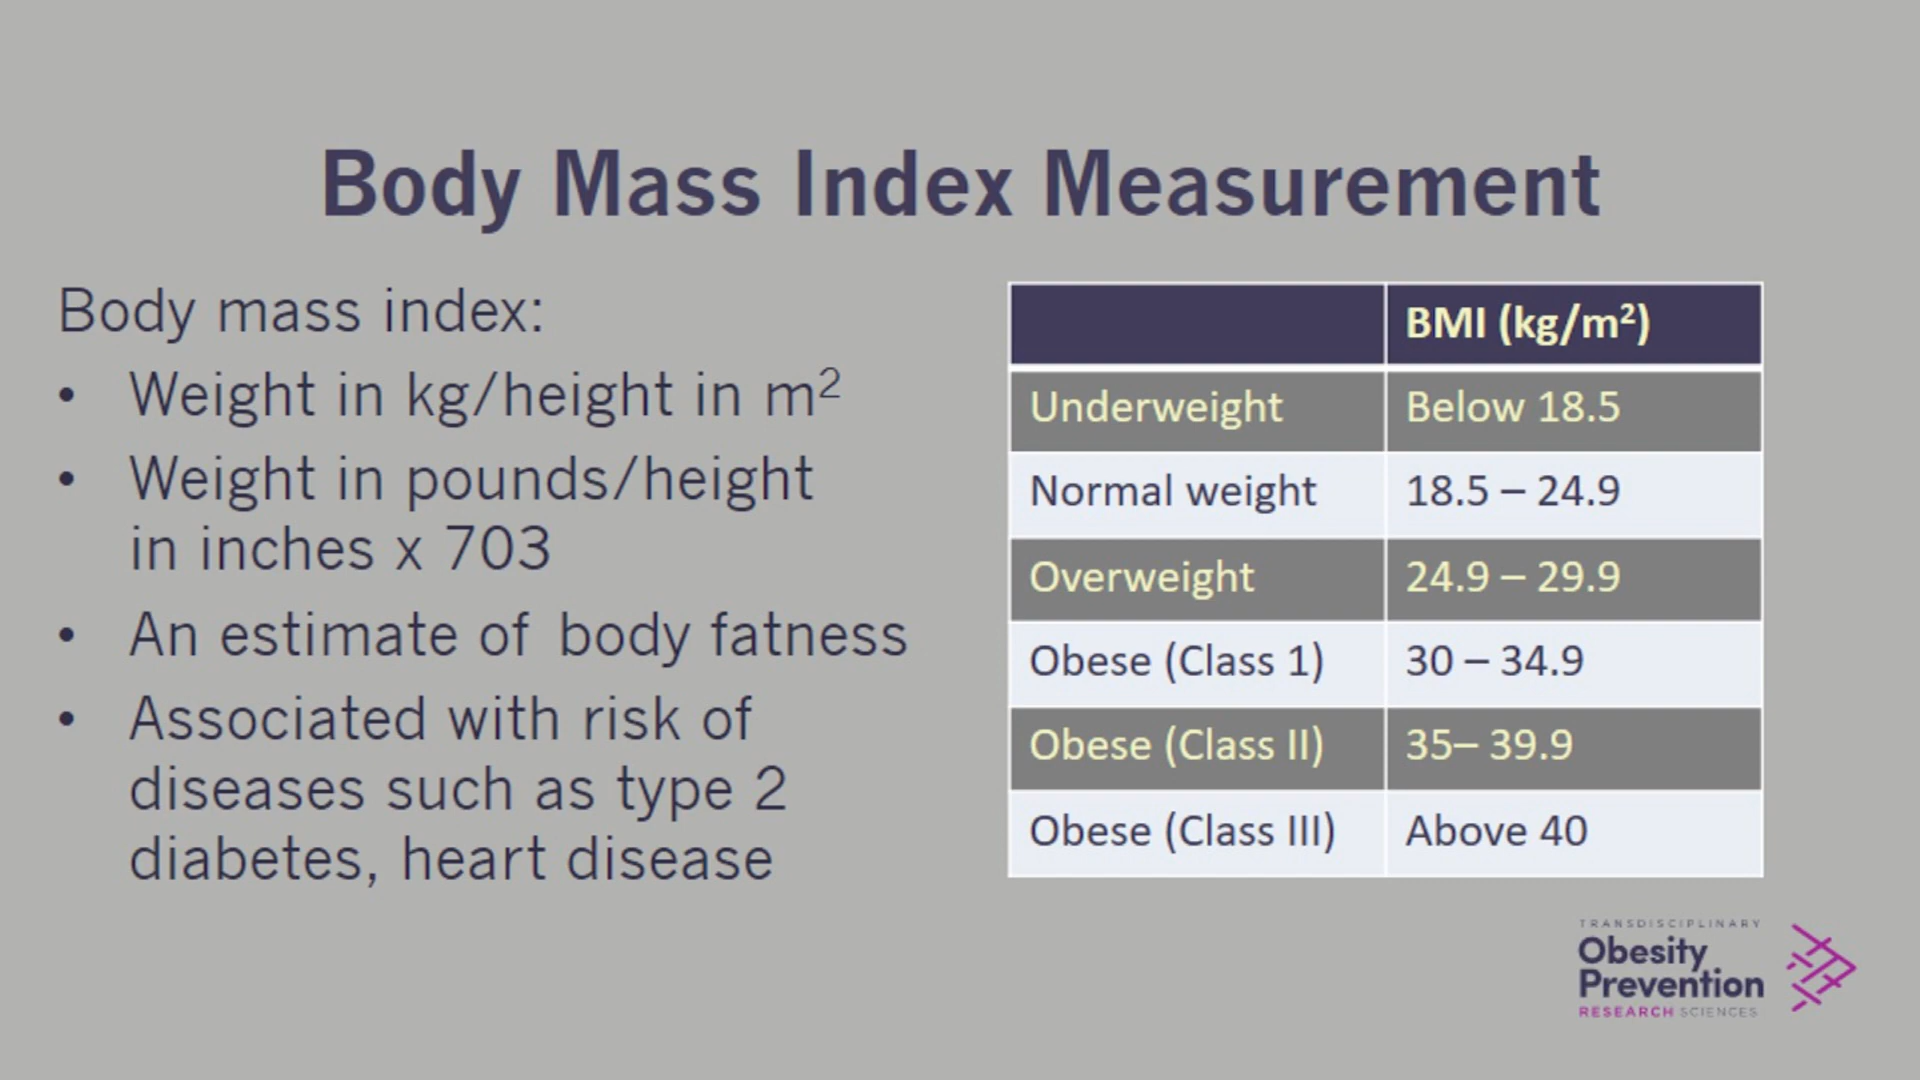 Body Mass Index Measurement
Body mass index:
• Weight in kg/height in m²
• Weight in pounds/height
in inches x 703
• An estimate of body fatness
• Associated with risk of
diseases such as type 2
diabetes, heart disease
BMI (kg/m²)
Underweight Below 18.5
Normal weight 18.5 – 24.9
Overweight 24.9 – 29.9
Obese (Class 1) 30 – 34.9
Obese (Class II) 35– 39.9
Obese (Class III) Above 40
TRANSDISCIPLINARY
Obesity
Prevention
RESEARCH SCIENCES